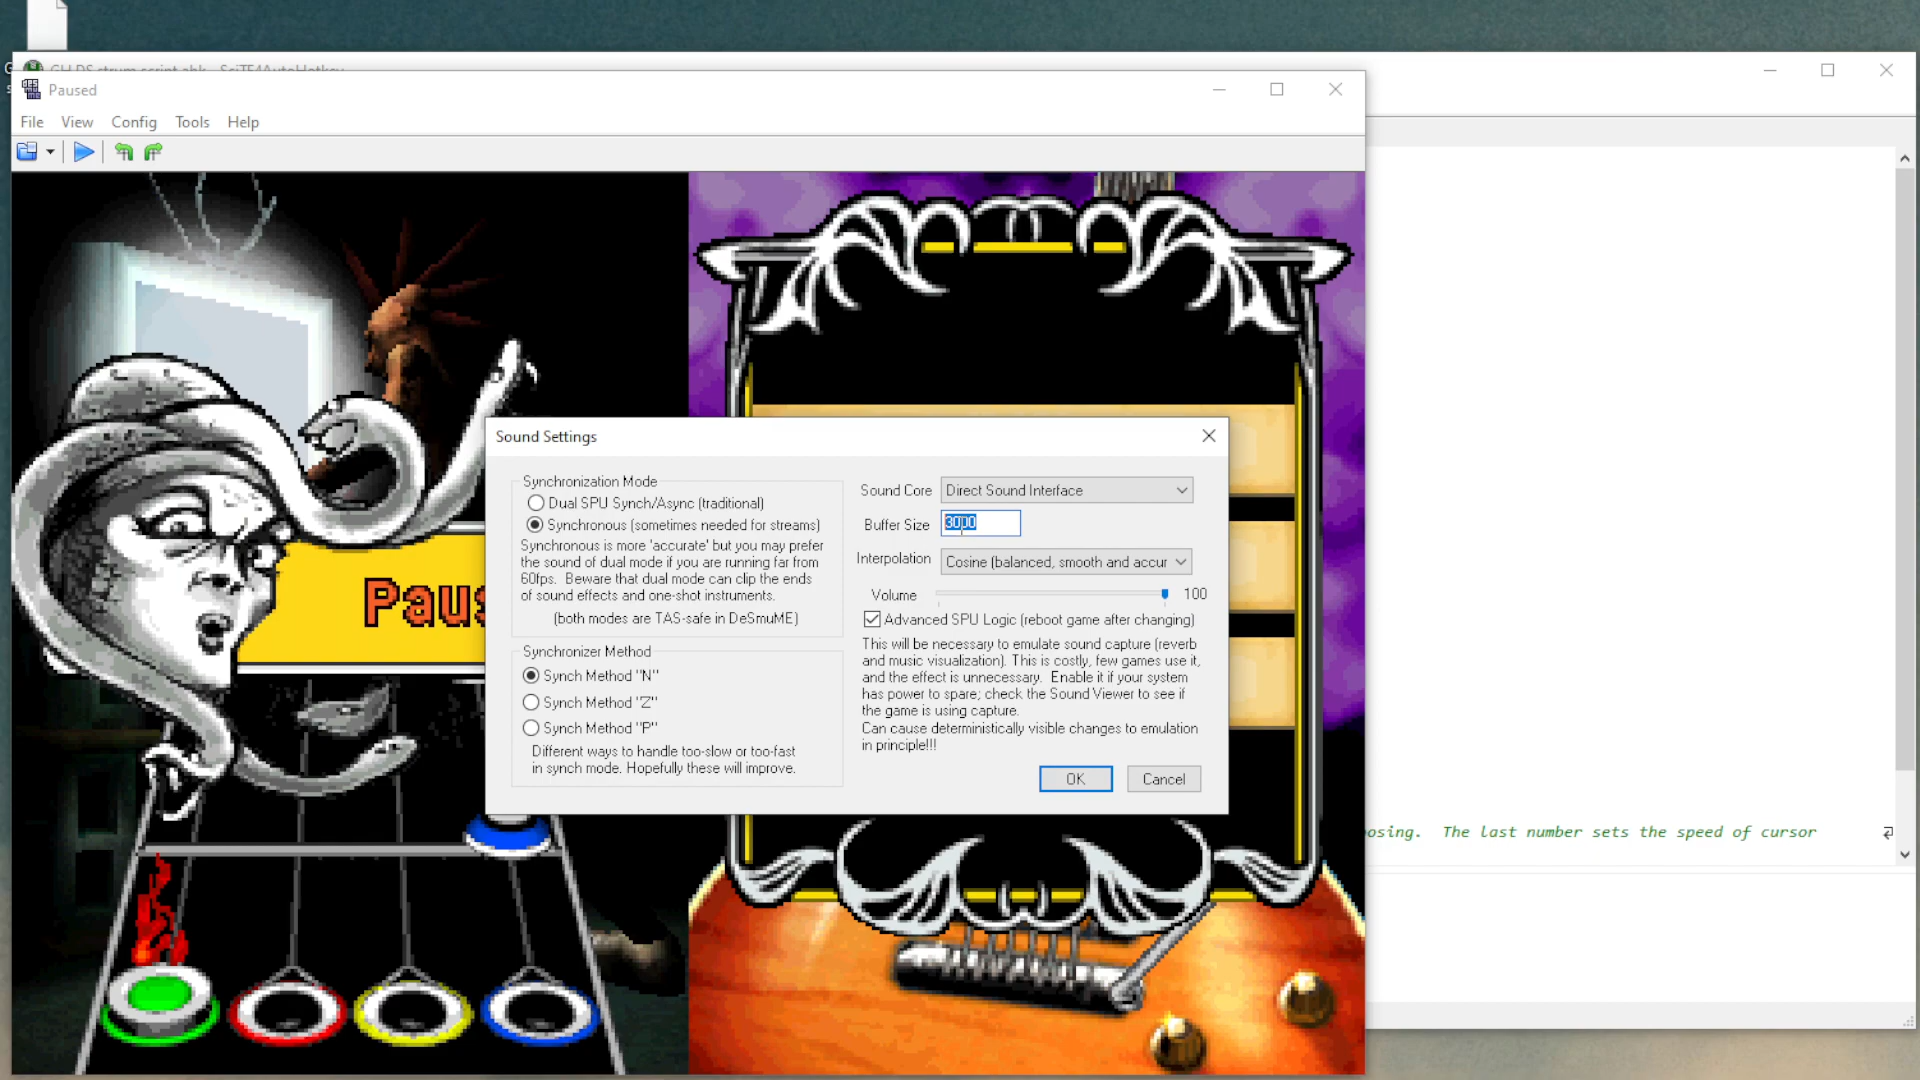 Paused
File View Config Tools Help
Paus
Sound Settings
Synchronization Mode
Dual SPU Synch/Async (traditional)
Synchronous (sometimes needed for streams)
Synchronous is more 'accurate' but you may prefer
the sound of dual mode if you are running far from
60fps. Beware that dual mode can clip the ends
of sound effects and one-shot instruments.
(both modes are TAS-safe in DeSmuME)
Synchronizer Method
Synch Method "N"
Synch Method "Z"
Synch Method "P"
Different ways to handle too-slow or too-fast
in synch mode. Hopefully these will improve.
Sound Core Direct Sound Interface
Buffer Size 3000
Interpolation Cosine (balanced, smooth and accur
Volume 100
Advanced SPU Logic (reboot game after changing)
This will be necessary to emulate sound capture (reverb
and music visualization). This is costly, few games use it,
and the effect is unnecessary. Enable it if your system
has power to spare; check the Sound Viewer to see if
the game is using capture.
Can cause deterministically visible changes to emulation
in principle!!!
OK Cancel
osing. The last number sets the speed of cursor